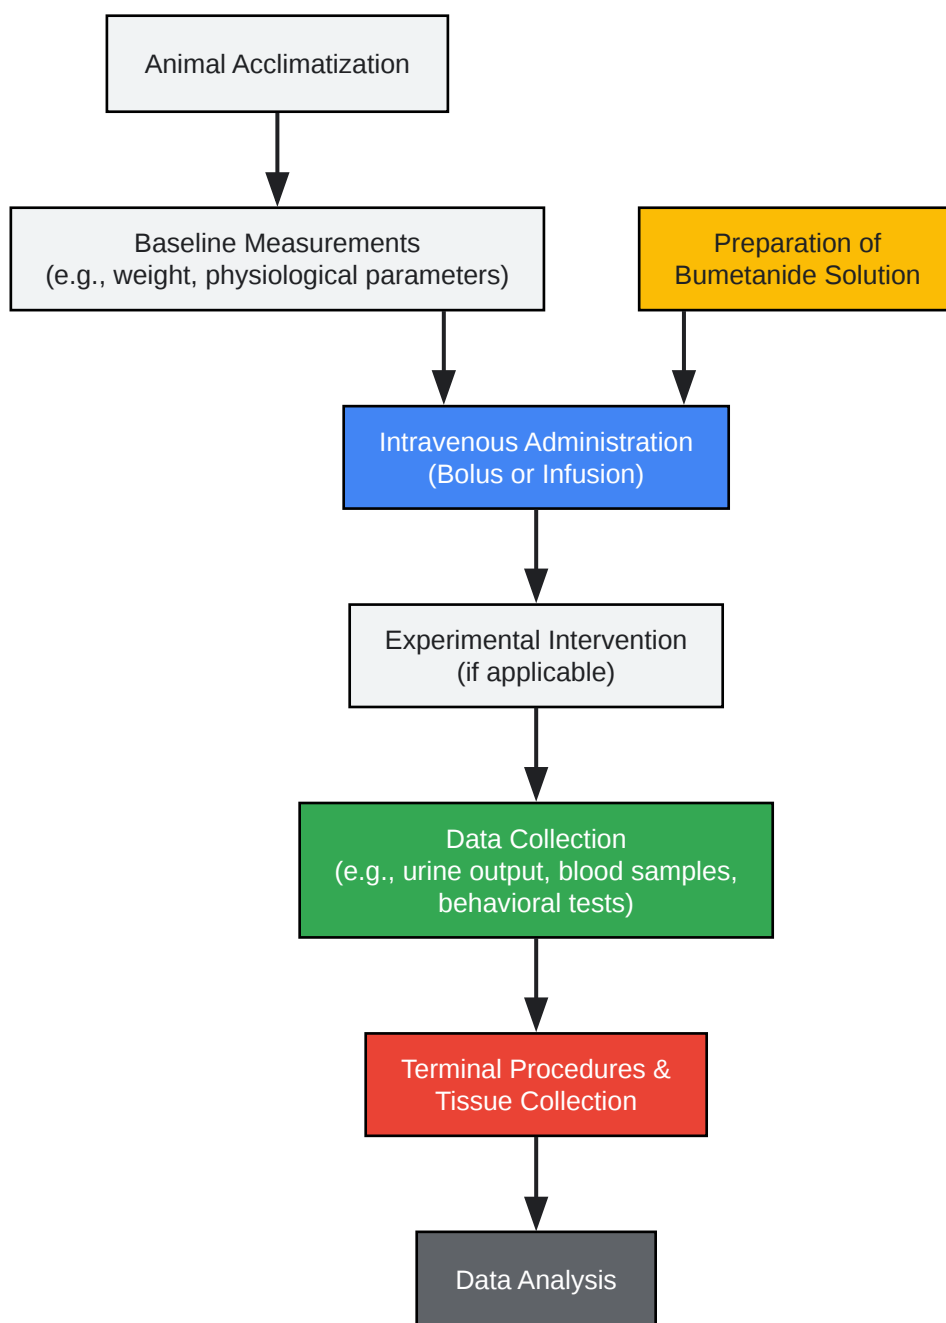 Animal Acclimatization
Baseline Measurements
(e.g., weight, physiological parameters)
Preparation of
Bumetanide Solution
Intravenous Administration
(Bolus or Infusion)
Experimental Intervention
(if applicable)
Data Collection
(e.g., urine output, blood samples,
behavioral tests)
Terminal Procedures &
Tissue Collection
Data Analysis